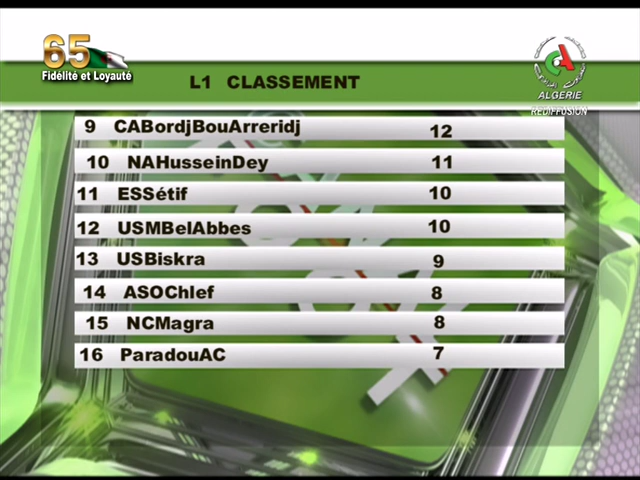 65
Fidélité et Loyauté
L1 CLASSEMENT
ALGERIE
REDIFFUSION
9 CABordjBouArreridj 12
10 NAHusseinDey 11
11 ESSétif 10
12 USMBelAbbes 10
13 USBiskra 9
14 ASOChlef 8
15 NCMagra 8
16 ParadouAC 7